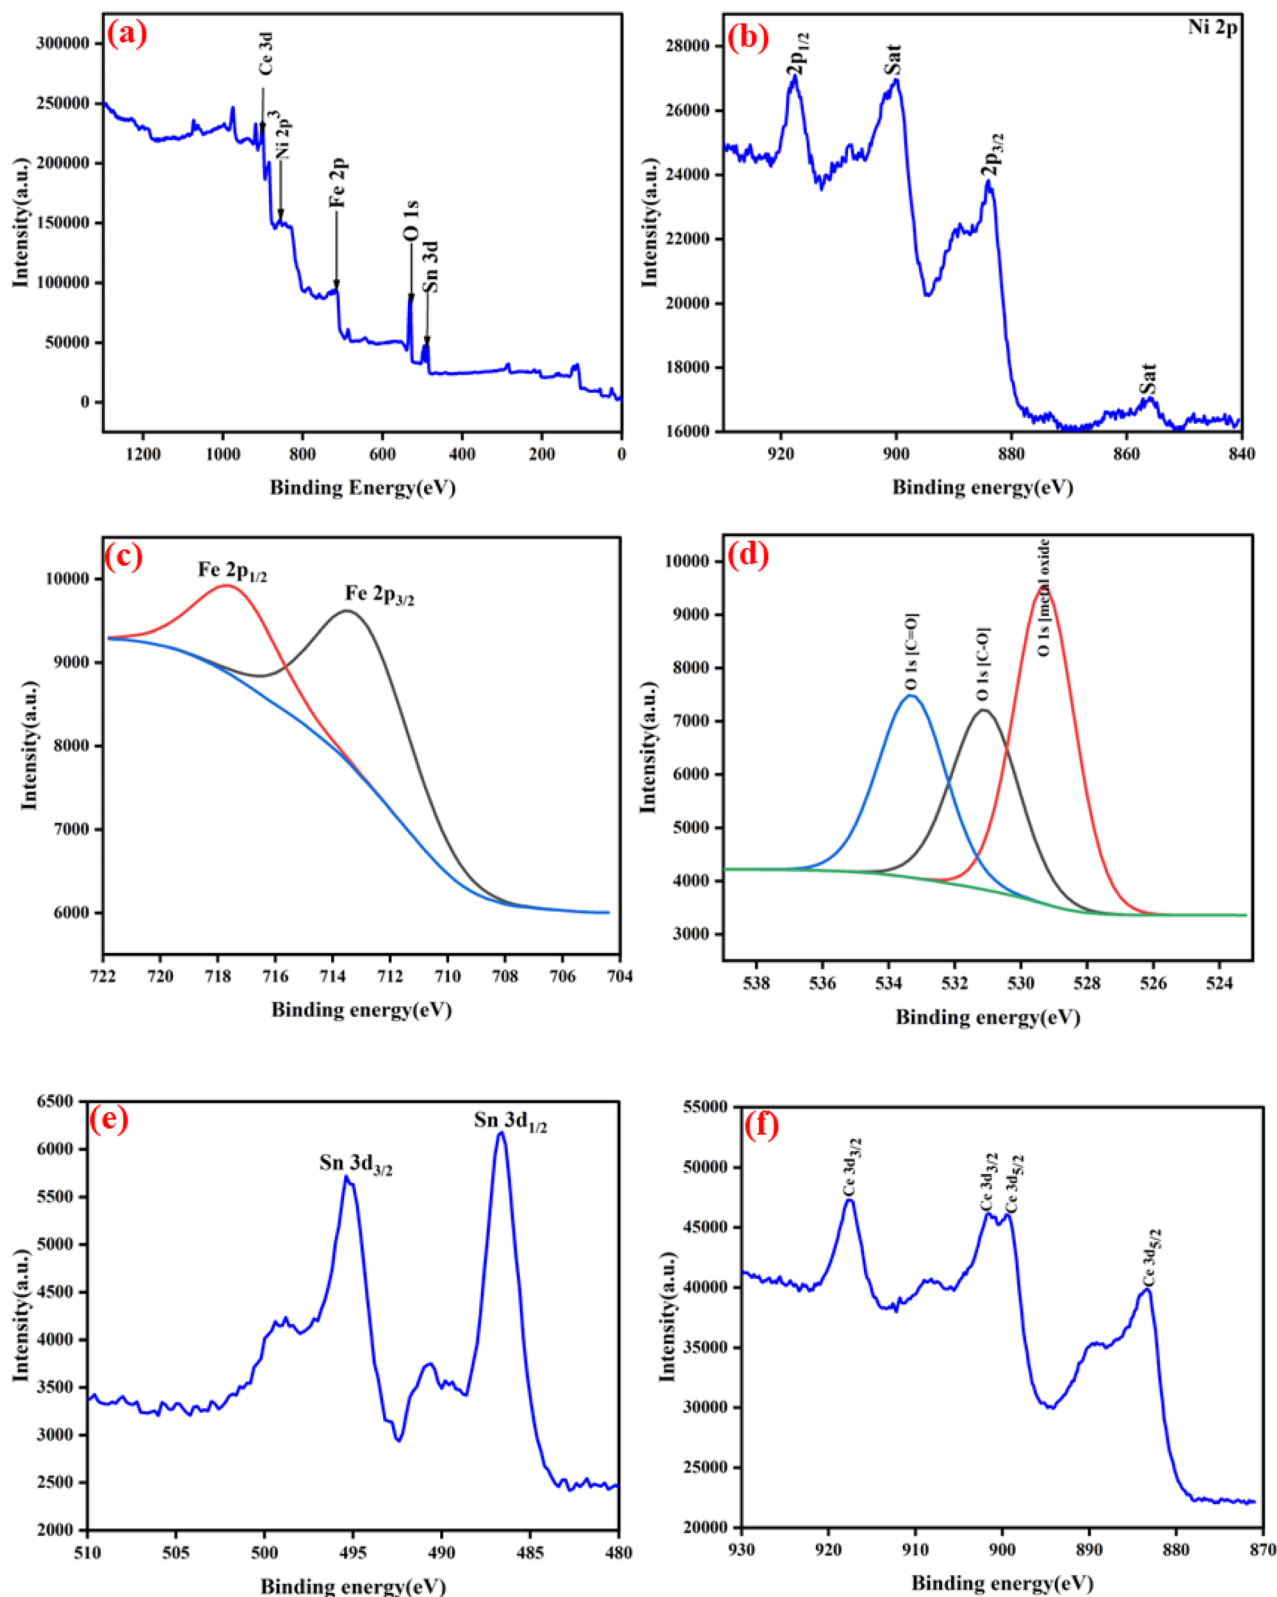 (a)
300000
250000
200000
150000
100000
50000
0
Ce 3d
Ni 2p3
Fe 2p
O 1s
Sn 3d
1200 1000 800 600 400 200 0
Intensity(a.u.)
Binding Energy(eV)
(b)
Ni 2p
28000
26000
24000
22000
20000
18000
16000
2p1/2
Sat
2p3/2
Sat
920 900 880 860 840
Intensity(a.u.)
Binding energy(eV)
(c)
10000
9000
8000
7000
6000
Fe 2p1/2
Fe 2p3/2
722 720 718 716 714 712 710 708 706 704
Intensity(a.u.)
Binding energy(eV)
(d)
10000
9000
8000
7000
6000
5000
4000
3000
O 1s [C=O]
O 1s [C-O]
O 1s [metal oxide
538 536 534 532 530 528 526 524
Intensity(a.u.)
Binding energy(eV)
(e)
6500
6000
5500
5000
4500
4000
3500
3000
2500
2000
Sn 3d3/2
Sn 3d1/2
510 505 500 495 490 485 480
Intensity(a.u.)
Binding energy(eV)
(f)
55000
50000
45000
40000
35000
30000
25000
20000
Ce 3d3/2
Ce 3d3/2
Ce 3d5/2
Ce 3d5/2
930 920 910 900 890 880 870
Intensity(a.u.)
Binding energy(eV)